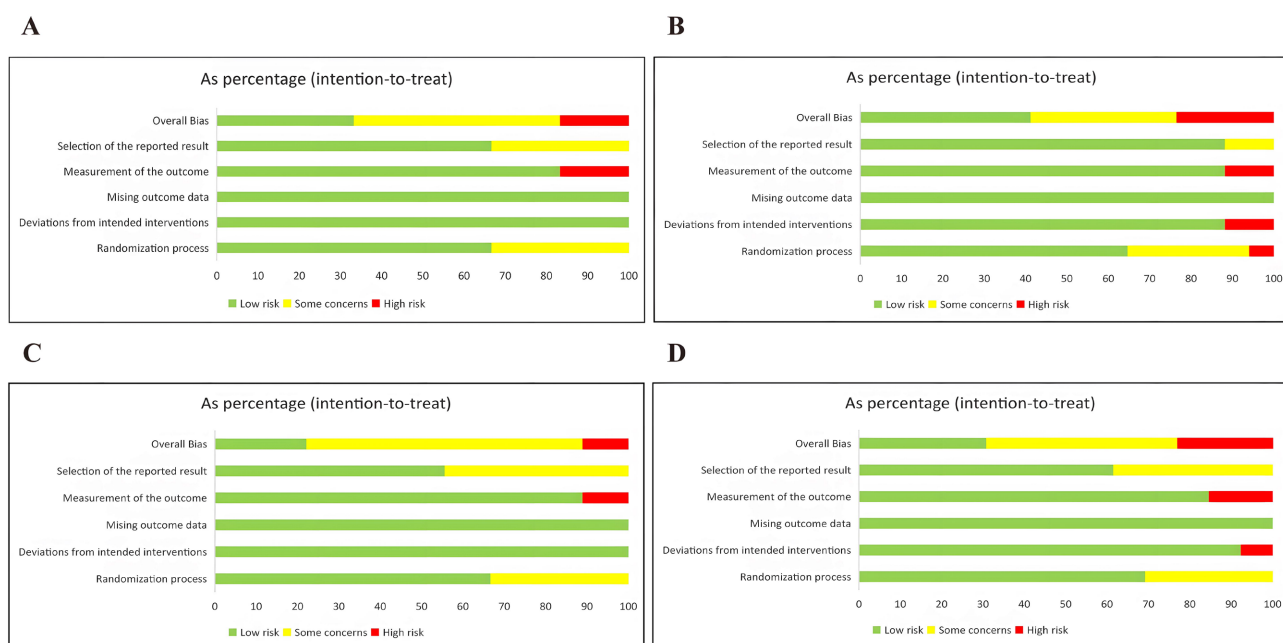 A
As percentage (intention-to-treat)
Overall Bias
Selection of the reported result
Measurement of the outcome
Mising outcome data
Deviations from intended interventions
Randomization process
0 10 20 30 40 50 60 70 80 90 100
Low risk Some concerns High risk
B
As percentage (intention-to-treat)
Overall Bias
Selection of the reported result
Measurement of the outcome
Mising outcome data
Deviations from intended interventions
Randomization process
0 10 20 30 40 50 60 70 80 90 100
Low risk Some concerns High risk
C
As percentage (intention-to-treat)
Overall Bias
Selection of the reported result
Measurement of the outcome
Mising outcome data
Deviations from intended interventions
Randomization process
0 10 20 30 40 50 60 70 80 90 100
Low risk Some concerns High risk
D
As percentage (intention-to-treat)
Overall Bias
Selection of the reported result
Measurement of the outcome
Mising outcome data
Deviations from intended interventions
Randomization process
0 10 20 30 40 50 60 70 80 90 100
Low risk Some concerns High risk